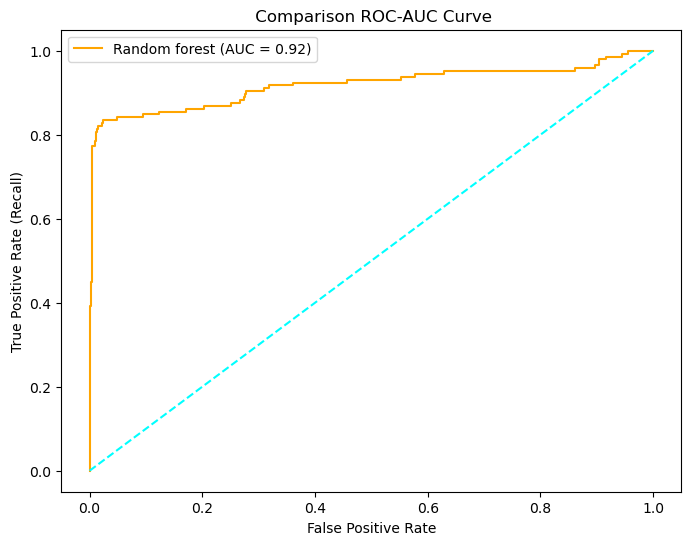 Comparison ROC-AUC Curve
Random forest (AUC = 0.92)
True Positive Rate (Recall)
1.0
0.8
0.6
0.4
0.2
0.0
0.0 0.2 0.4 0.6 0.8 1.0
False Positive Rate